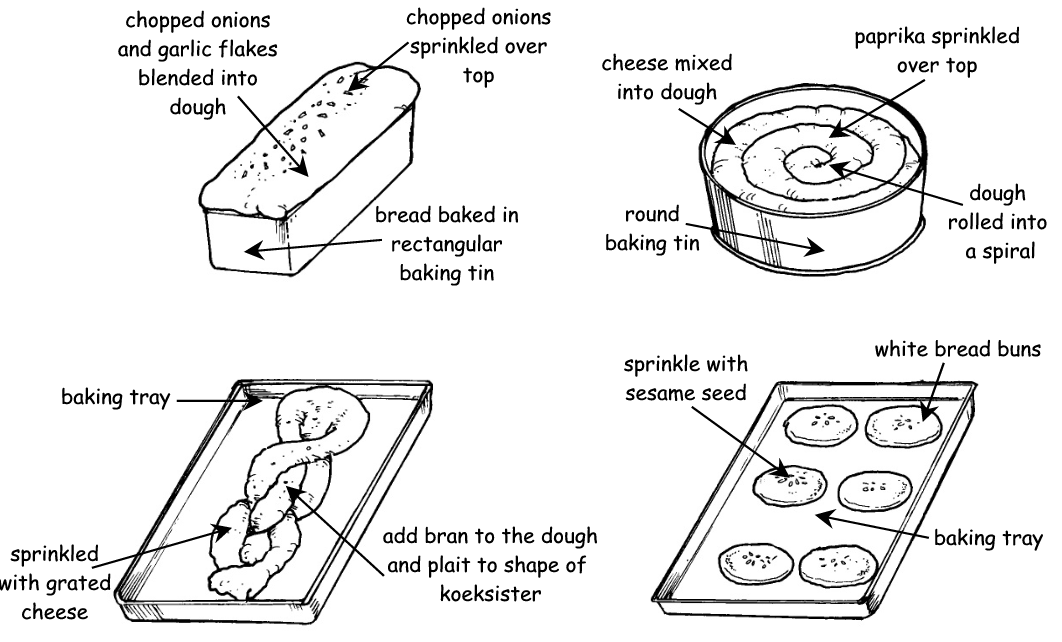 chopped onions
and garlic flakes
blended into
dough
chopped onions
sprinkled over
top
bread baked in
rectangular
baking tin
cheese mixed
into dough
paprika sprinkled
over top
round
baking tin
dough
rolled into
a spiral
baking tray
sprinkled
with grated
cheese
add bran to the dough
and plait to shape of
koeksister
sprinkle with
sesame seed
white bread buns
baking tray